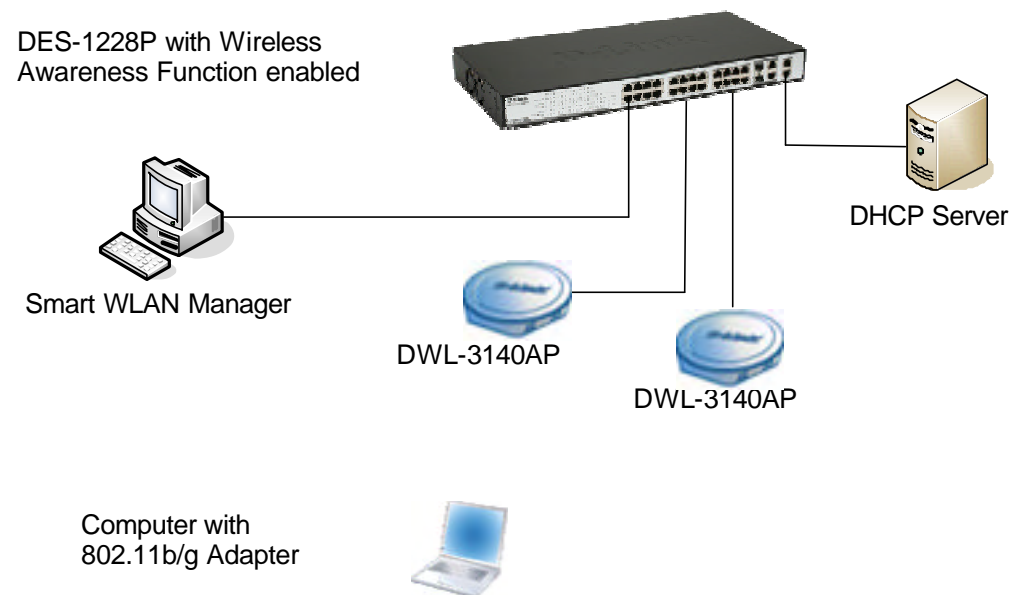 DES-1228P with Wireless
Awareness Function enabled
DHCP Server
Smart WLAN Manager
DWL-3140AP
DWL-3140AP
Computer with
802.11b/g Adapter